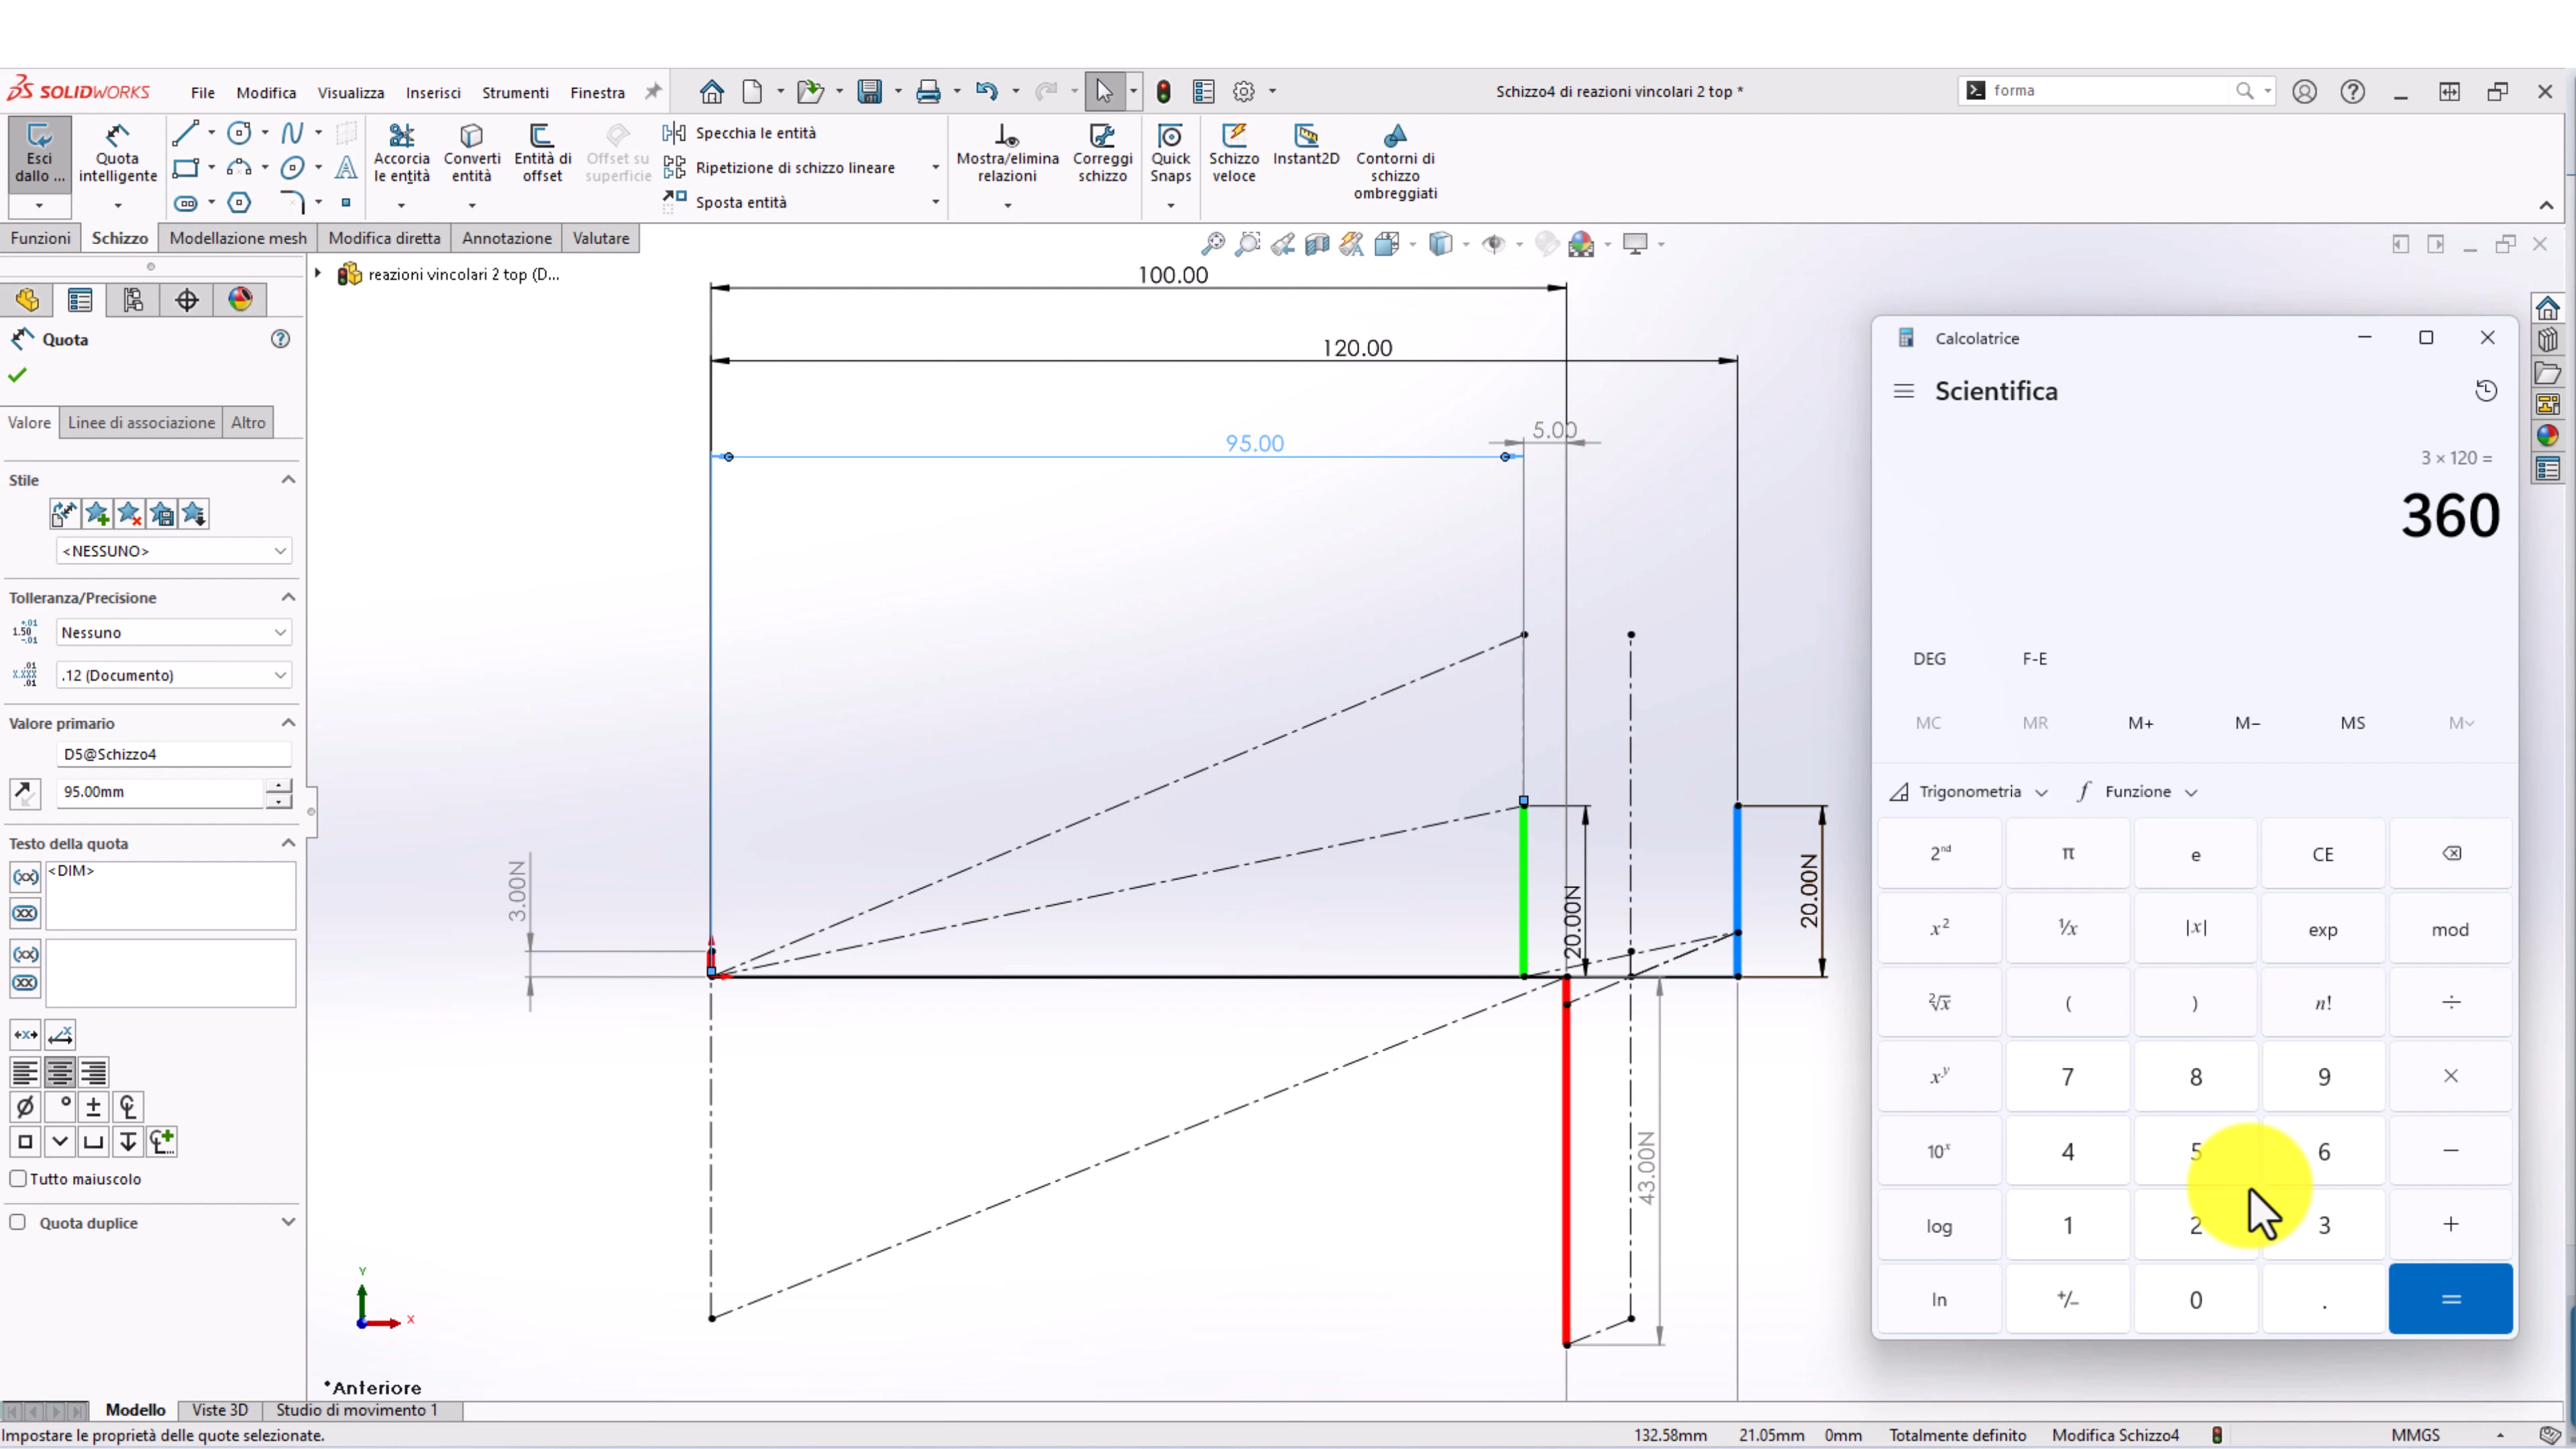 SOLIDWORKS File Modifica Visualizza Inserisci Strumenti Finestra Schizzo4 di reazioni vincolari 2 top * forma
Esci dallo ...
Quota intelligente
Accorcia le entità
Converti entità
Entità di offset
Offset su superficie
Specchia le entità
Ripetizione di schizzo lineare
Sposta entità
Mostra/elimina relazioni
Correggi schizzo
Quick Snaps
Schizzo veloce
Instant2D
Contorni di schizzo ombreggiati
Funzioni Schizzo Modellazione mesh Modifica diretta Annotazione Valutare
reazioni vincolari 2 top (D...
Quota
Valore Linee di associazione Altro
Stile
<NESSUNO>
Tolleranza/Precisione
Nessuno
.12 (Documento)
Valore primario
D5@Schizzo4
95.00mm
Testo della quota
<DIM>
Tutto maiuscolo
Quota duplice
100.00
120.00
95.00
5.00
3.00N
20.00N
20.00N
43.00N
Y
X
*Anteriore
Calcolatrice
Scientifica
3 × 120 =
360
DEG F-E
MC MR M+ M− MS M
Trigonometria Funzione
2nd π e CE
x² ¹/x |x| exp mod
²√x ( ) n! ÷
xʸ 7 8 9 ×
10ˣ 4 5 6 −
log 1 2 3 +
ln +/− 0 . =
Modello Viste 3D Studio di movimento 1
Impostare le proprietà delle quote selezionate.
132.58mm 21.05mm 0mm Totalmente definito Modifica Schizzo4 MMGS